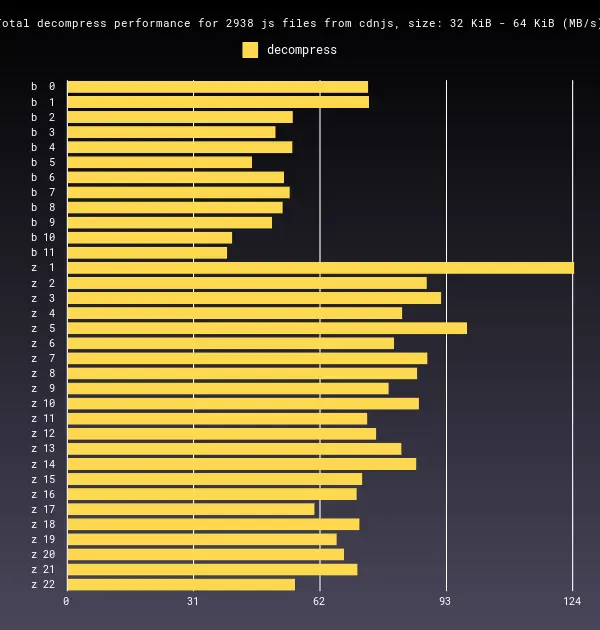 Total decompress performance for 2938 js files from cdnjs, size: 32 KiB - 64 KiB (MB/s)
decompress
b 0
b 1
b 2
b 3
b 4
b 5
b 6
b 7
b 8
b 9
b 10
b 11
z 1
z 2
z 3
z 4
z 5
z 6
z 7
z 8
z 9
z 10
z 11
z 12
z 13
z 14
z 15
z 16
z 17
z 18
z 19
z 20
z 21
z 22
0 31 62 93 124